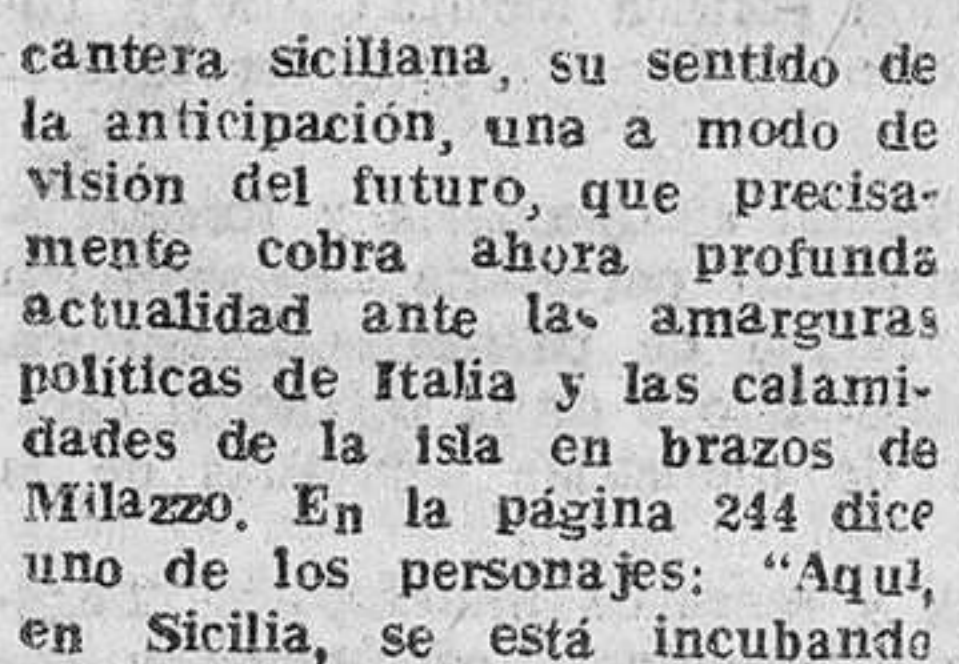 cantera siciliana, su sentido de
la anticipación, una a modo de
visión del futuro, que precisa-
mente cobra ahora profunda
actualidad ante las amarguras
políticas de Italia y las calami-
dades de la isla en brazos de
Milazzo. En la página 244 dice
uno de los personajes: “Aquí,
en Sicilia, se está incubando